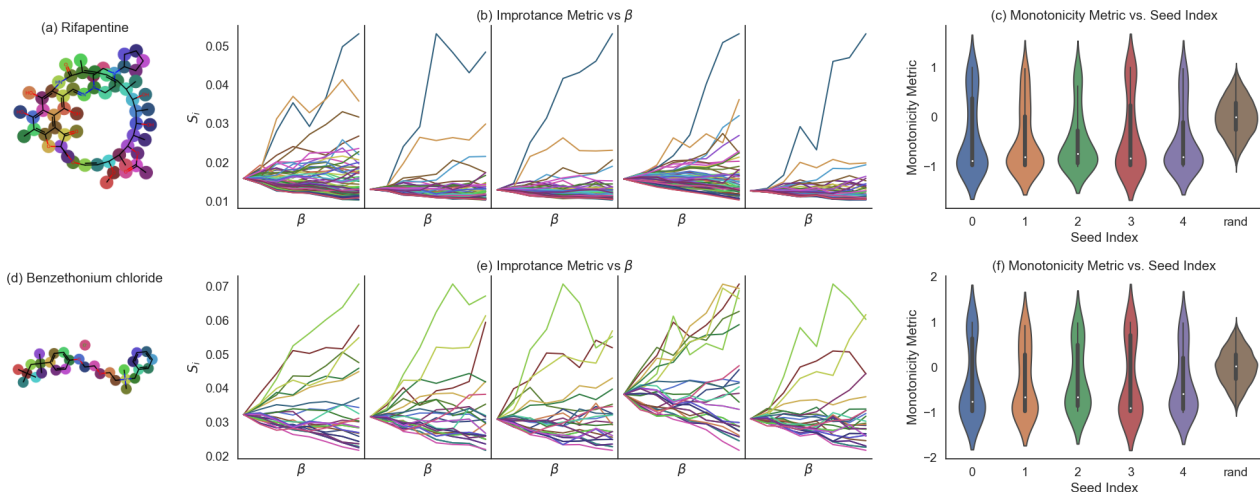 (a) Rifapentine
(b) Improtance Metric vs β
0.05
0.04
0.03
0.02
0.01
S_i
β
β
β
β
β
(c) Monotonicity Metric vs. Seed Index
Monotonicity Metric
1
0
−1
0 1 2 3 4 rand
Seed Index
(d) Benzethonium chloride
(e) Improtance Metric vs β
0.07
0.06
0.05
0.04
0.03
0.02
S_i
β
β
β
β
β
(f) Monotonicity Metric vs. Seed Index
Monotonicity Metric
2
1
0
−1
−2
0 1 2 3 4 rand
Seed Index